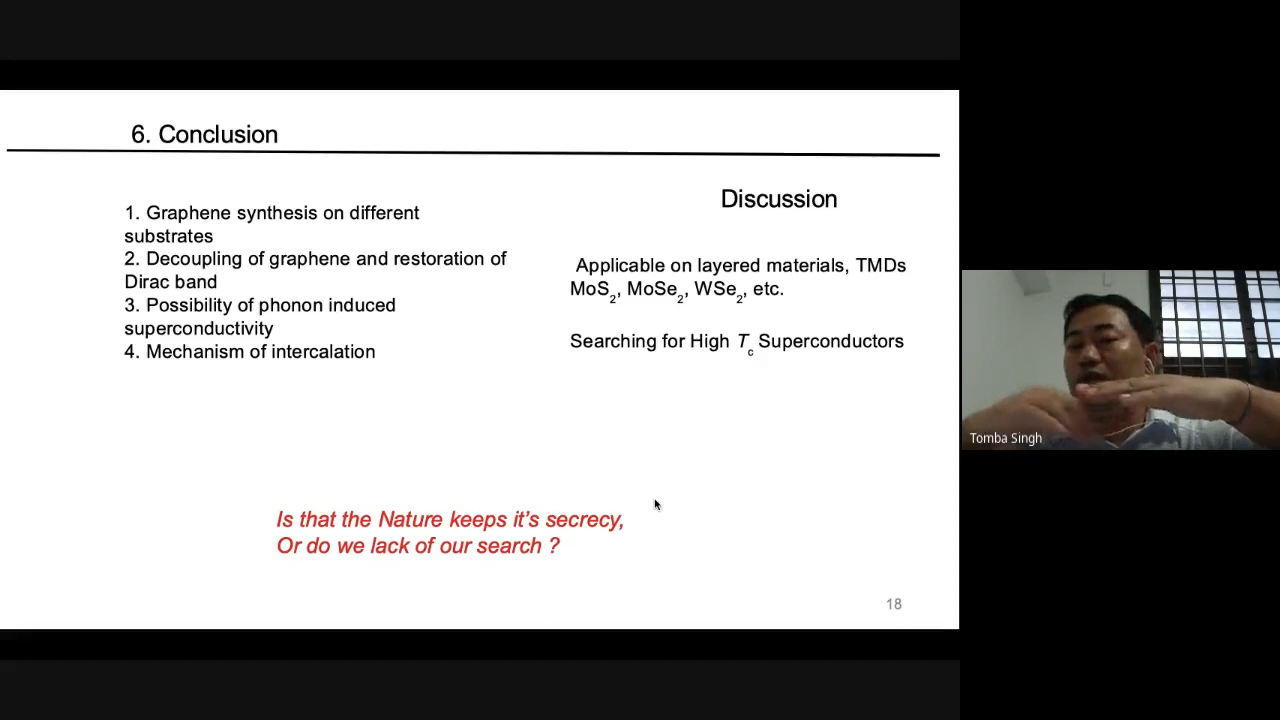 6. Conclusion
1. Graphene synthesis on different
substrates
2. Decoupling of graphene and restoration of
Dirac band
3. Possibility of phonon induced
superconductivity
4. Mechanism of intercalation
Discussion
Applicable on layered materials, TMDs
MoS2, MoSe2, WSe2, etc.
Searching for High Tc Superconductors
Is that the Nature keeps it’s secrecy,
Or do we lack of our search ?
18
Tomba Singh